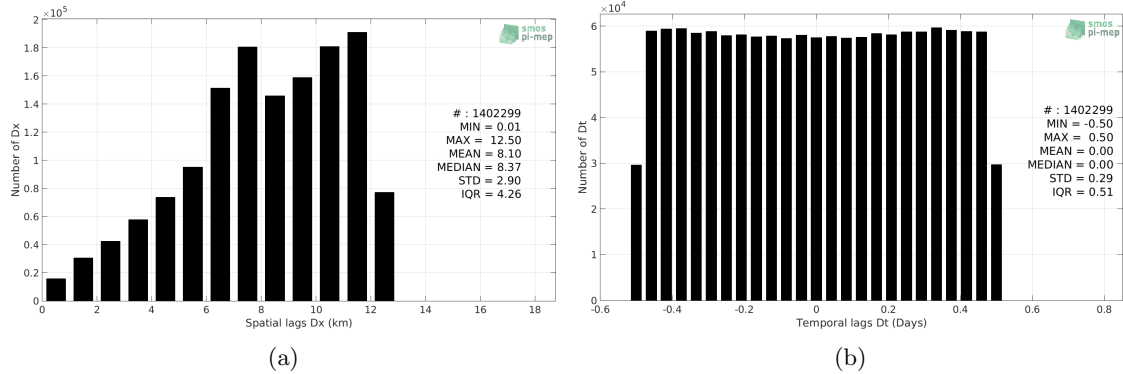 ×10⁵
2
1.8
1.6
1.4
1.2
1
0.8
0.6
0.4
0.2
0
Number of Dx
smos
pi-mep
# : 1402299
MIN = 0.01
MAX = 12.50
MEAN = 8.10
MEDIAN = 8.37
STD = 2.90
IQR = 4.26
0 2 4 6 8 10 12 14 16 18
Spatial lags Dx (km)
(a)
×10⁴
6
5
4
3
2
1
0
Number of Dt
smos
pi-mep
# : 1402299
MIN = -0.50
MAX = 0.50
MEAN = 0.00
MEDIAN = 0.00
STD = 0.29
IQR = 0.51
-0.6 -0.4 -0.2 0 0.2 0.4 0.6 0.8
Temporal lags Dt (Days)
(b)